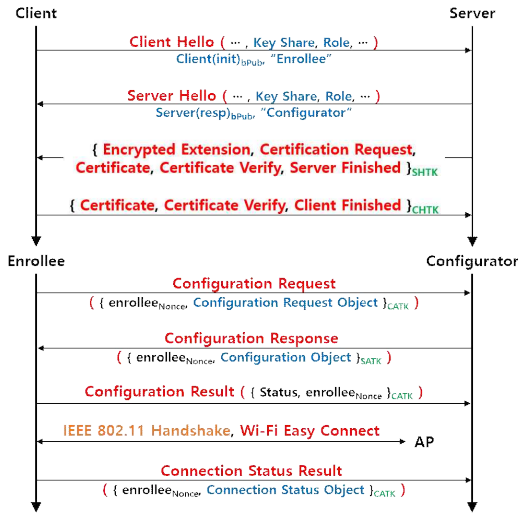 Client Server
Client Hello ( ··· , Key Share, Role, ··· )
Client(init)bPub, “Enrollee”
Server Hello ( ··· , Key Share, Role, ··· )
Server(resp)bPub, “Configurator”
{ Encrypted Extension, Certification Request,
Certificate, Certificate Verify, Server Finished }SHTK
{ Certificate, Certificate Verify, Client Finished }CHTK
Enrollee Configurator
Configuration Request
( { enrolleeNonce, Configuration Request Object }CATK )
Configuration Response
( { enrolleeNonce, Configuration Object }SATK )
Configuration Result ( { Status, enrolleeNonce }CATK )
IEEE 802.11 Handshake, Wi-Fi Easy Connect AP
Connection Status Result
( { enrolleeNonce, Connection Status Object }CATK )